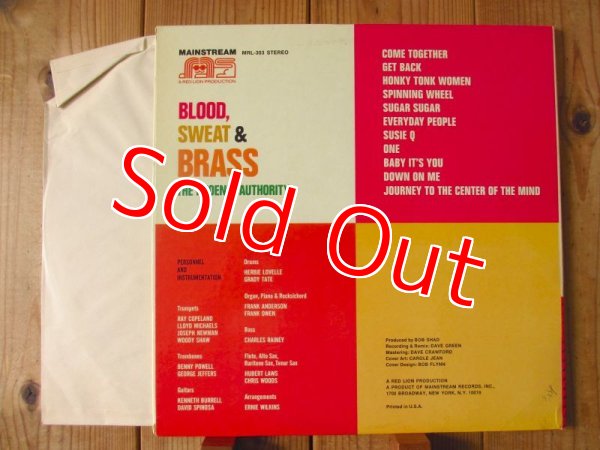 MAINSTREAM MRL-303 STEREO
A RED LION PRODUCTION
BLOOD,
SWEAT &
BRASS
AUTHORITY
COME TOGETHER
GET BACK
HONKY TONK WOMEN
SPINNING WHEEL
SUGAR SUGAR
EVERYDAY PEOPLE
SUSIE Q
ONE
BABY IT'S YOU
DOWN ON ME
JOURNEY TO THE CENTER OF THE MIND
Sold Out
PERSONNEL
AND
INSTRUMENTATION
Trumpets
RAY COPELAND
LLOYD MICHAELS
JOSEPH NEWMAN
WOODY SHAW
Trombones
BENNY POWELL
GEORGE JEFFERS
Guitars
KENNETH BURRELL
DAVID SPINOSA
Drums
HERBIE LOVELLE
GRADY TATE
Organ, Piano & Rocksichord
FRANK ANDERSON
FRANK OWEN
Bass
CHARLES RAINEY
Flute, Alto Sax,
Baritone Sax, Tenor Sax
HUBERT LAWS
CHRIS WOODS
Arrangements
ERNIE WILKINS
Produced by BOB SHAD
Recording & Remix: DAVE GREEN
Mastering: DAVE CRAWFORD
Cover Art: CAROLE JEAN
Cover Design: BOB FLYNN
A RED LION PRODUCTION
A PRODUCT OF MAINSTREAM RECORDS, INC.,
1700 BROADWAY, NEW YORK, N.Y. 10019
Printed in U.S.A.